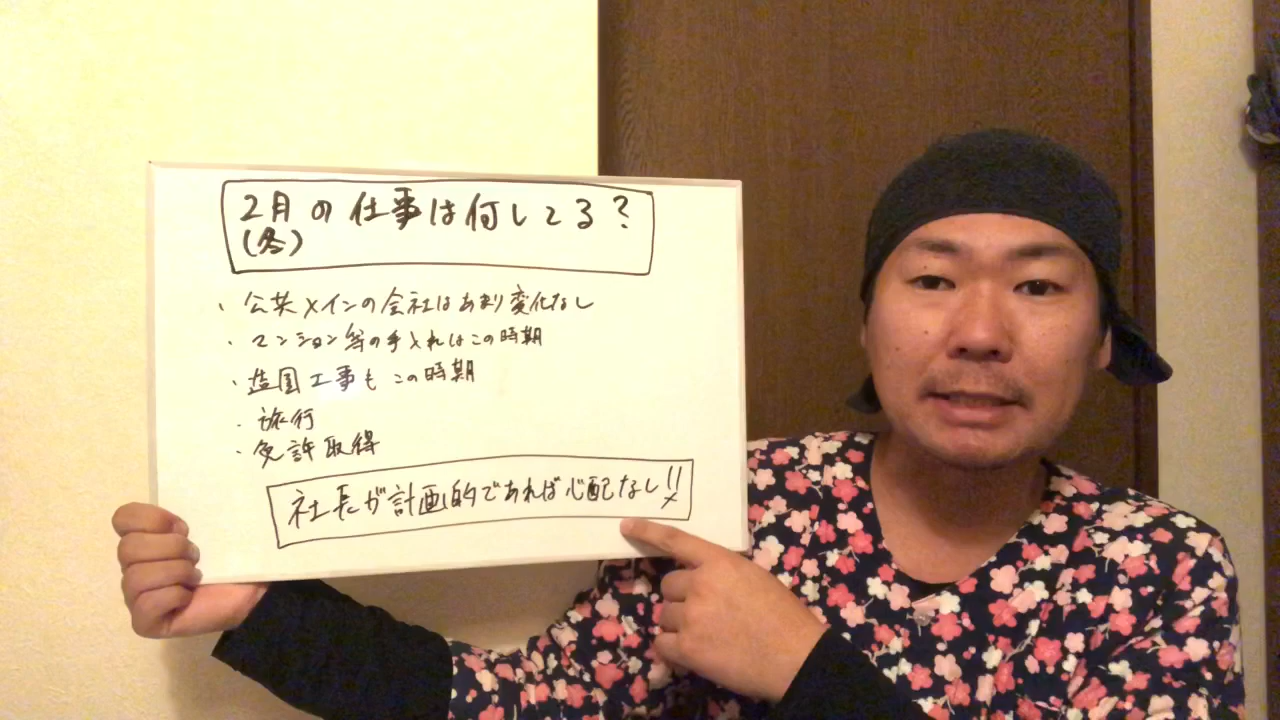 2月の仕事は何してる?
(冬)
・公共メインの会社はあまり変化なし
・マンション等の手入れはこの時期
・造園工事もこの時期
・旅行
・免許取得
社長が計画的であれば心配なし!!